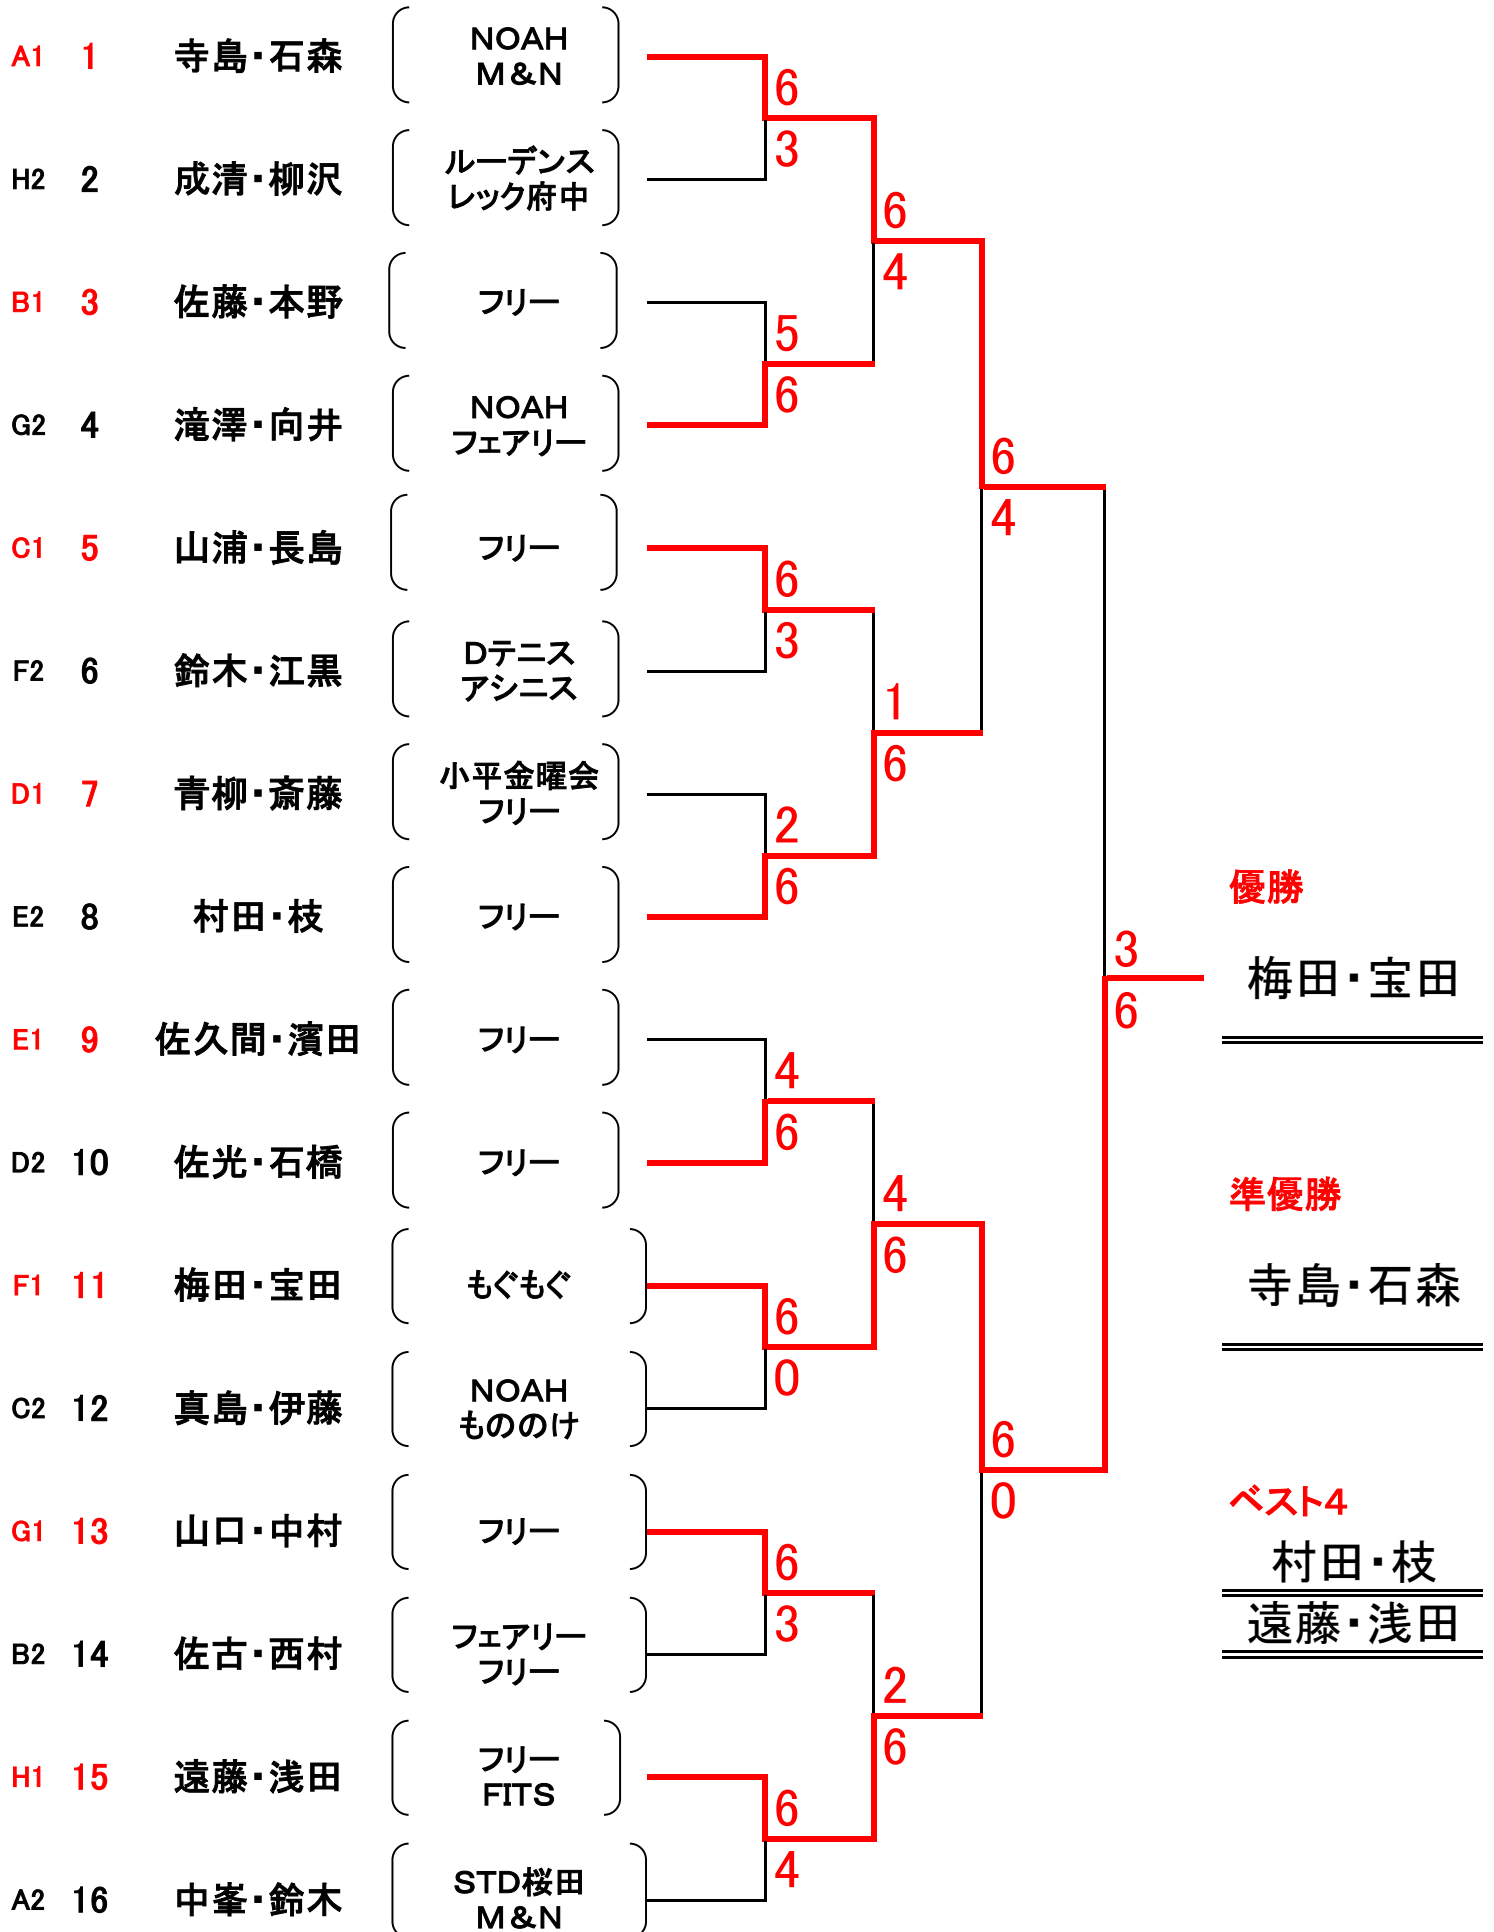 A1 1 寺島・石森 NOAH
M&N
6
3
H2 2 成清・柳沢 ルーデンス
レック府中
6
4
B1 3 佐藤・本野 フリー
5
6
G2 4 滝澤・向井 NOAH
フェアリー
6
4
C1 5 山浦・長島 フリー
6
3
F2 6 鈴木・江黒 Dテニス
アシニス
1
6
D1 7 青柳・斎藤 小平金曜会
フリー
2
6
E2 8 村田・枝 フリー
優勝
3
6
梅田・宝田
E1 9 佐久間・濱田 フリー
4
6
D2 10 佐光・石橋 フリー
準優勝
4
6
F1 11 梅田・宝田 もぐもぐ
寺島・石森
6
0
C2 12 真島・伊藤 NOAH
もののけ
6
0
G1 13 山口・中村 フリー
ベスト4
村田・枝
遠藤・浅田
6
3
B2 14 佐古・西村 フェアリー
フリー
2
6
H1 15 遠藤・浅田 フリー
FITS
6
4
A2 16 中峯・鈴木 STD桜田
M&N